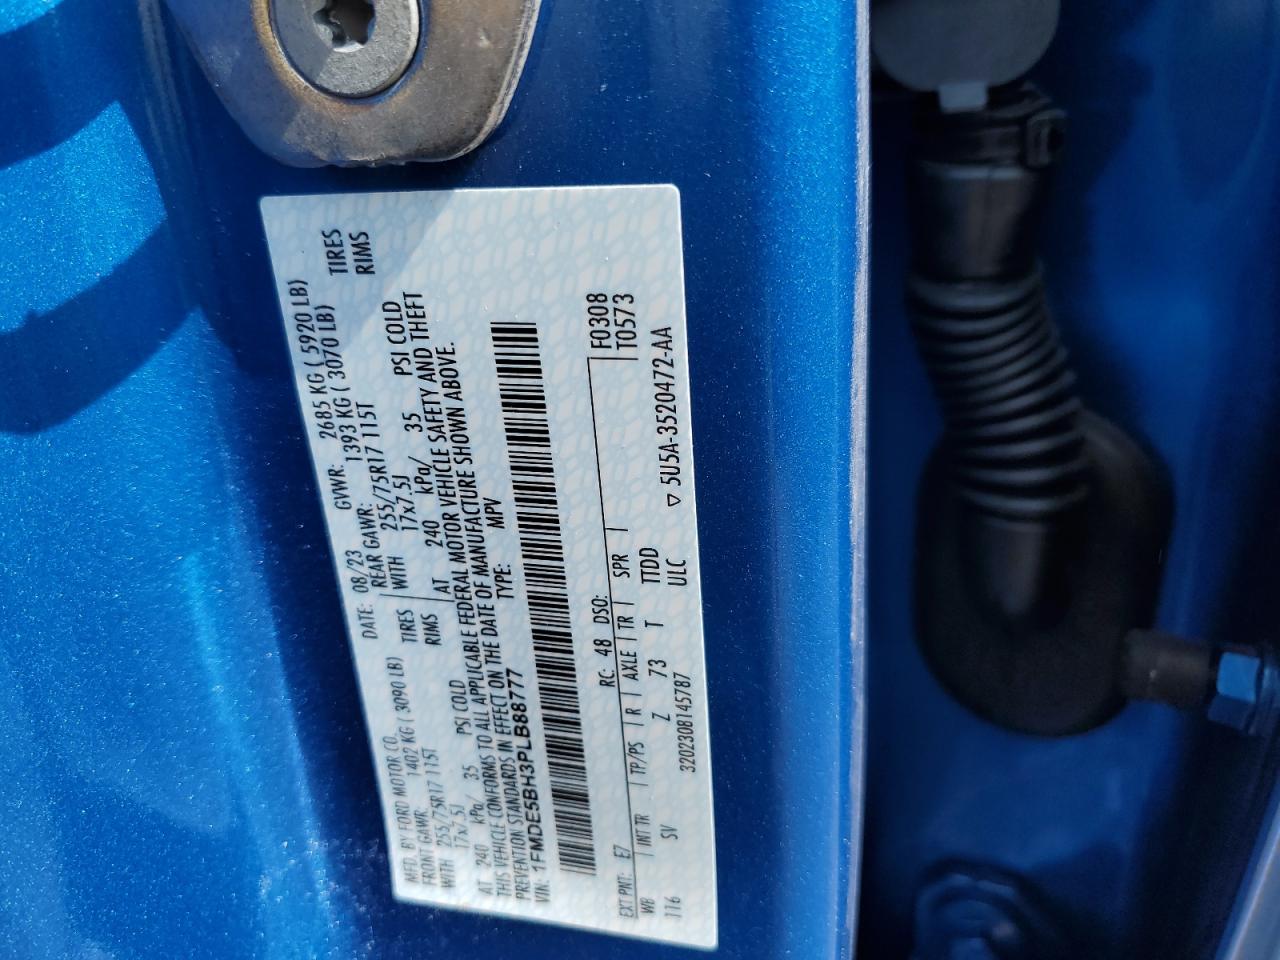 MFD. BY FORD MOTOR CO. DATE: 08/23 GVWR: 2685 KG ( 5920 LB)
FRONT GAWR: 1402 KG ( 3090 LB) REAR GAWR: 1393 KG ( 3070 LB)
WITH 255/75R17 115T TIRES WITH 255/75R17 115T TIRES
17x7.5J RIMS 17x7.5J RIMS
AT 240 kPa/ 35 PSI COLD AT 240 kPa/ 35 PSI COLD
THIS VEHICLE CONFORMS TO ALL APPLICABLE FEDERAL MOTOR VEHICLE SAFETY AND THEFT
PREVENTION STANDARDS IN EFFECT ON THE DATE OF MANUFACTURE SHOWN ABOVE.
VIN: 1FMDE5BH3PLB88777 TYPE: MPV
EXT PNT: E7 RC: 48 DSO: F0308
WB INT TR TP/PS R AXLE TR SPR T0573
116 SV Z 73 T TTDD
3202308145787 ULC ▽ 5U5A-3520472-AA